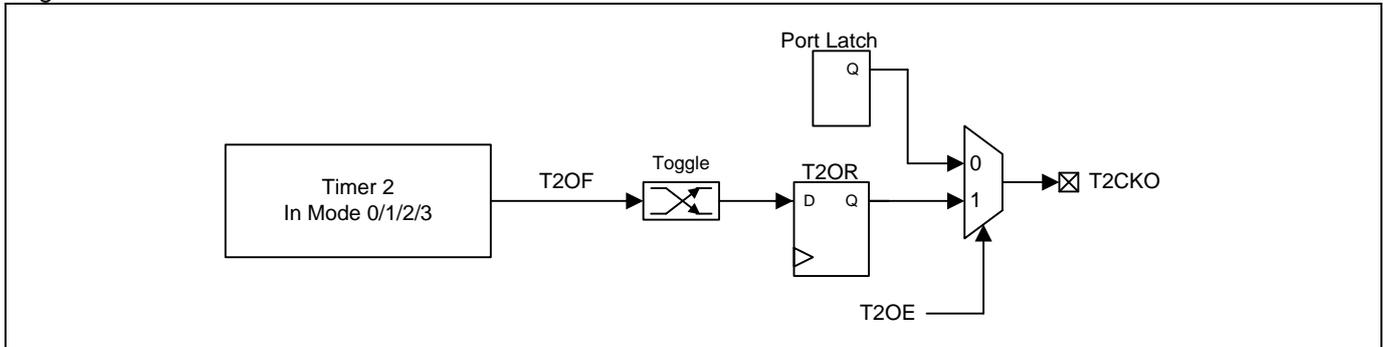 Port Latch
Q
Toggle
T2OR
0
Timer 2
T2OF
D Q
1
T2CKO
In Mode 0/1/2/3
T2OE